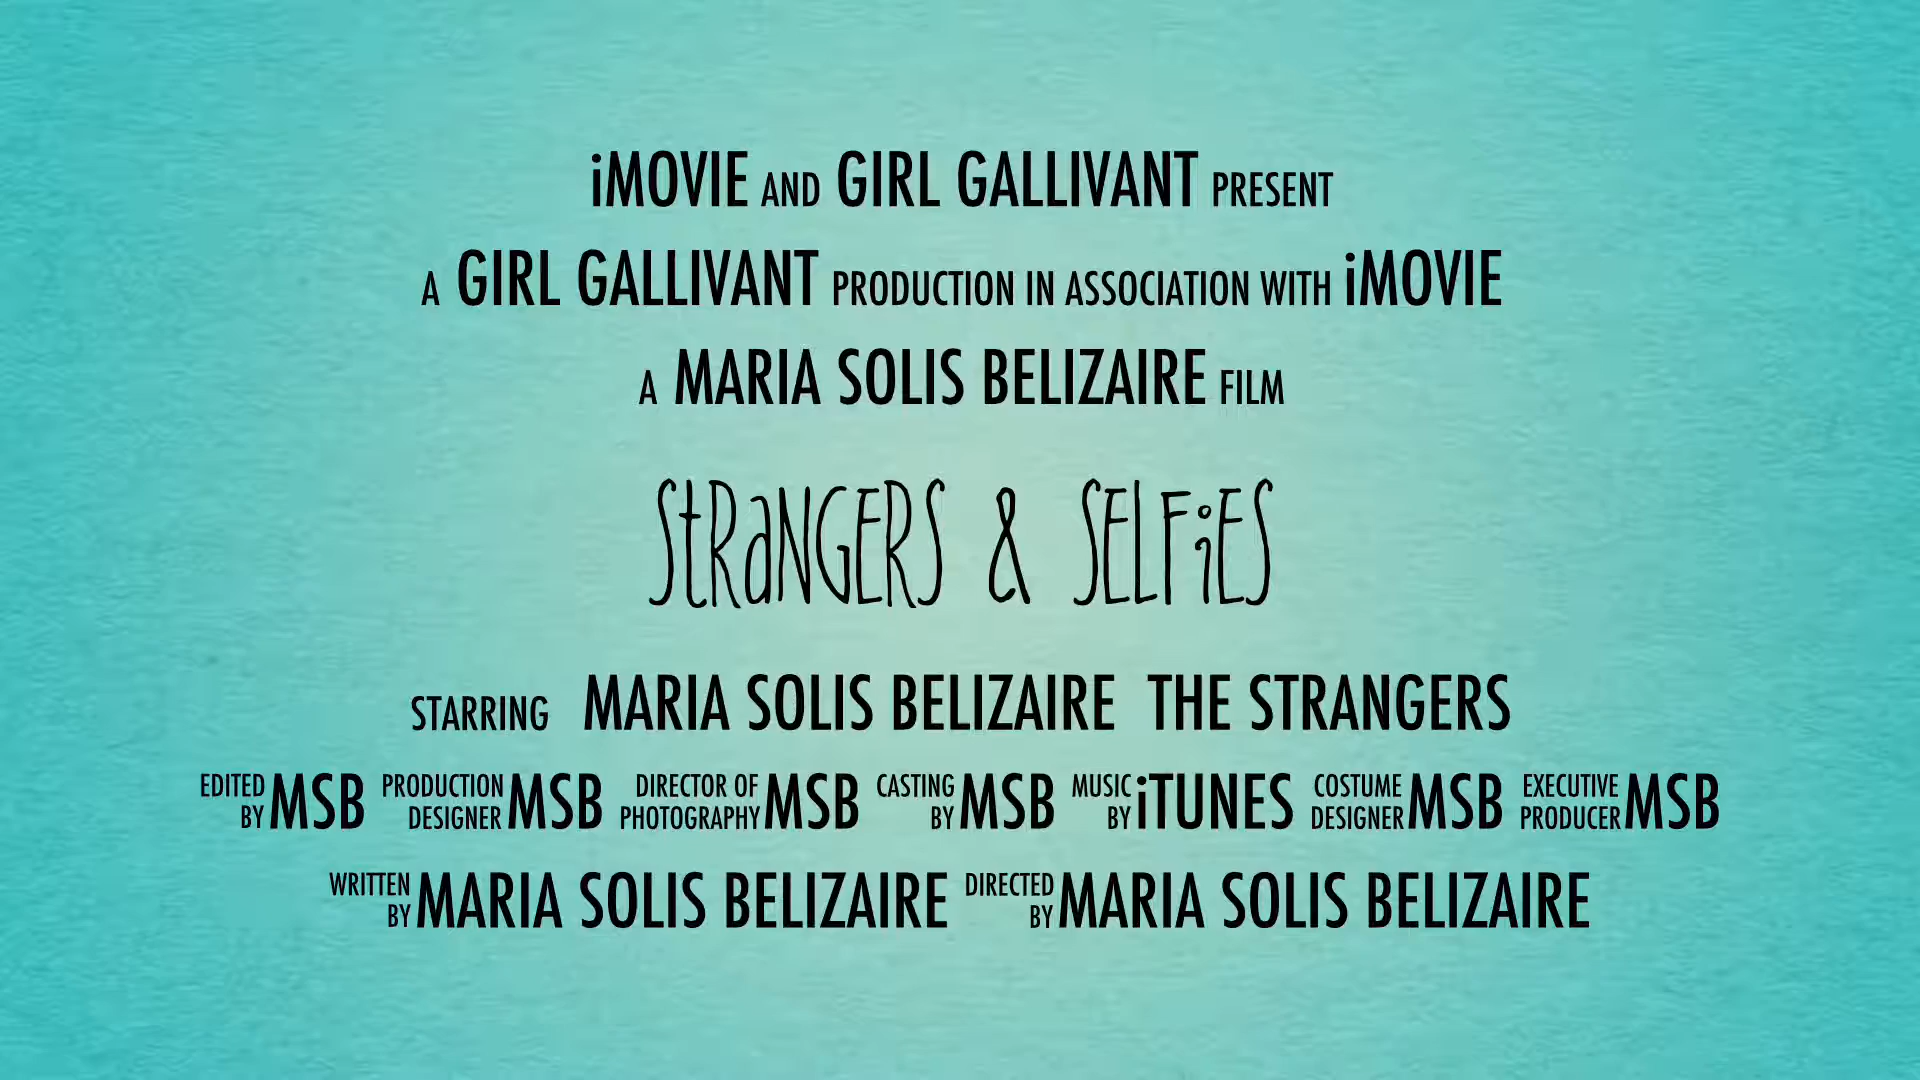 iMOVIE AND GIRL GALLIVANT PRESENT
A GIRL GALLIVANT PRODUCTION IN ASSOCIATION WITH iMOVIE
A MARIA SOLIS BELIZAIRE FILM
StRaNGERS & SELFiES
STARRING MARIA SOLIS BELIZAIRE THE STRANGERS
EDITED BY MSB PRODUCTION DESIGNER MSB DIRECTOR OF PHOTOGRAPHY MSB CASTING BY MSB MUSIC BY iTUNES COSTUME DESIGNER MSB EXECUTIVE PRODUCER MSB
WRITTEN BY MARIA SOLIS BELIZAIRE DIRECTED BY MARIA SOLIS BELIZAIRE